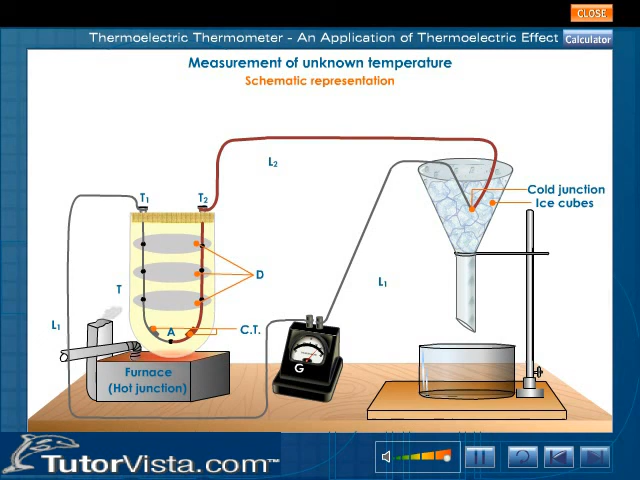 CLOSE
Thermoelectric Thermometer - An Application of Thermoelectric Effect
Calculator
Measurement of unknown temperature
Schematic representation
L2
T1
T2
Cold junction
Ice cubes
D
T
L1
L1
A
C.T.
G
Furnace
(Hot junction)
TutorVista.com™